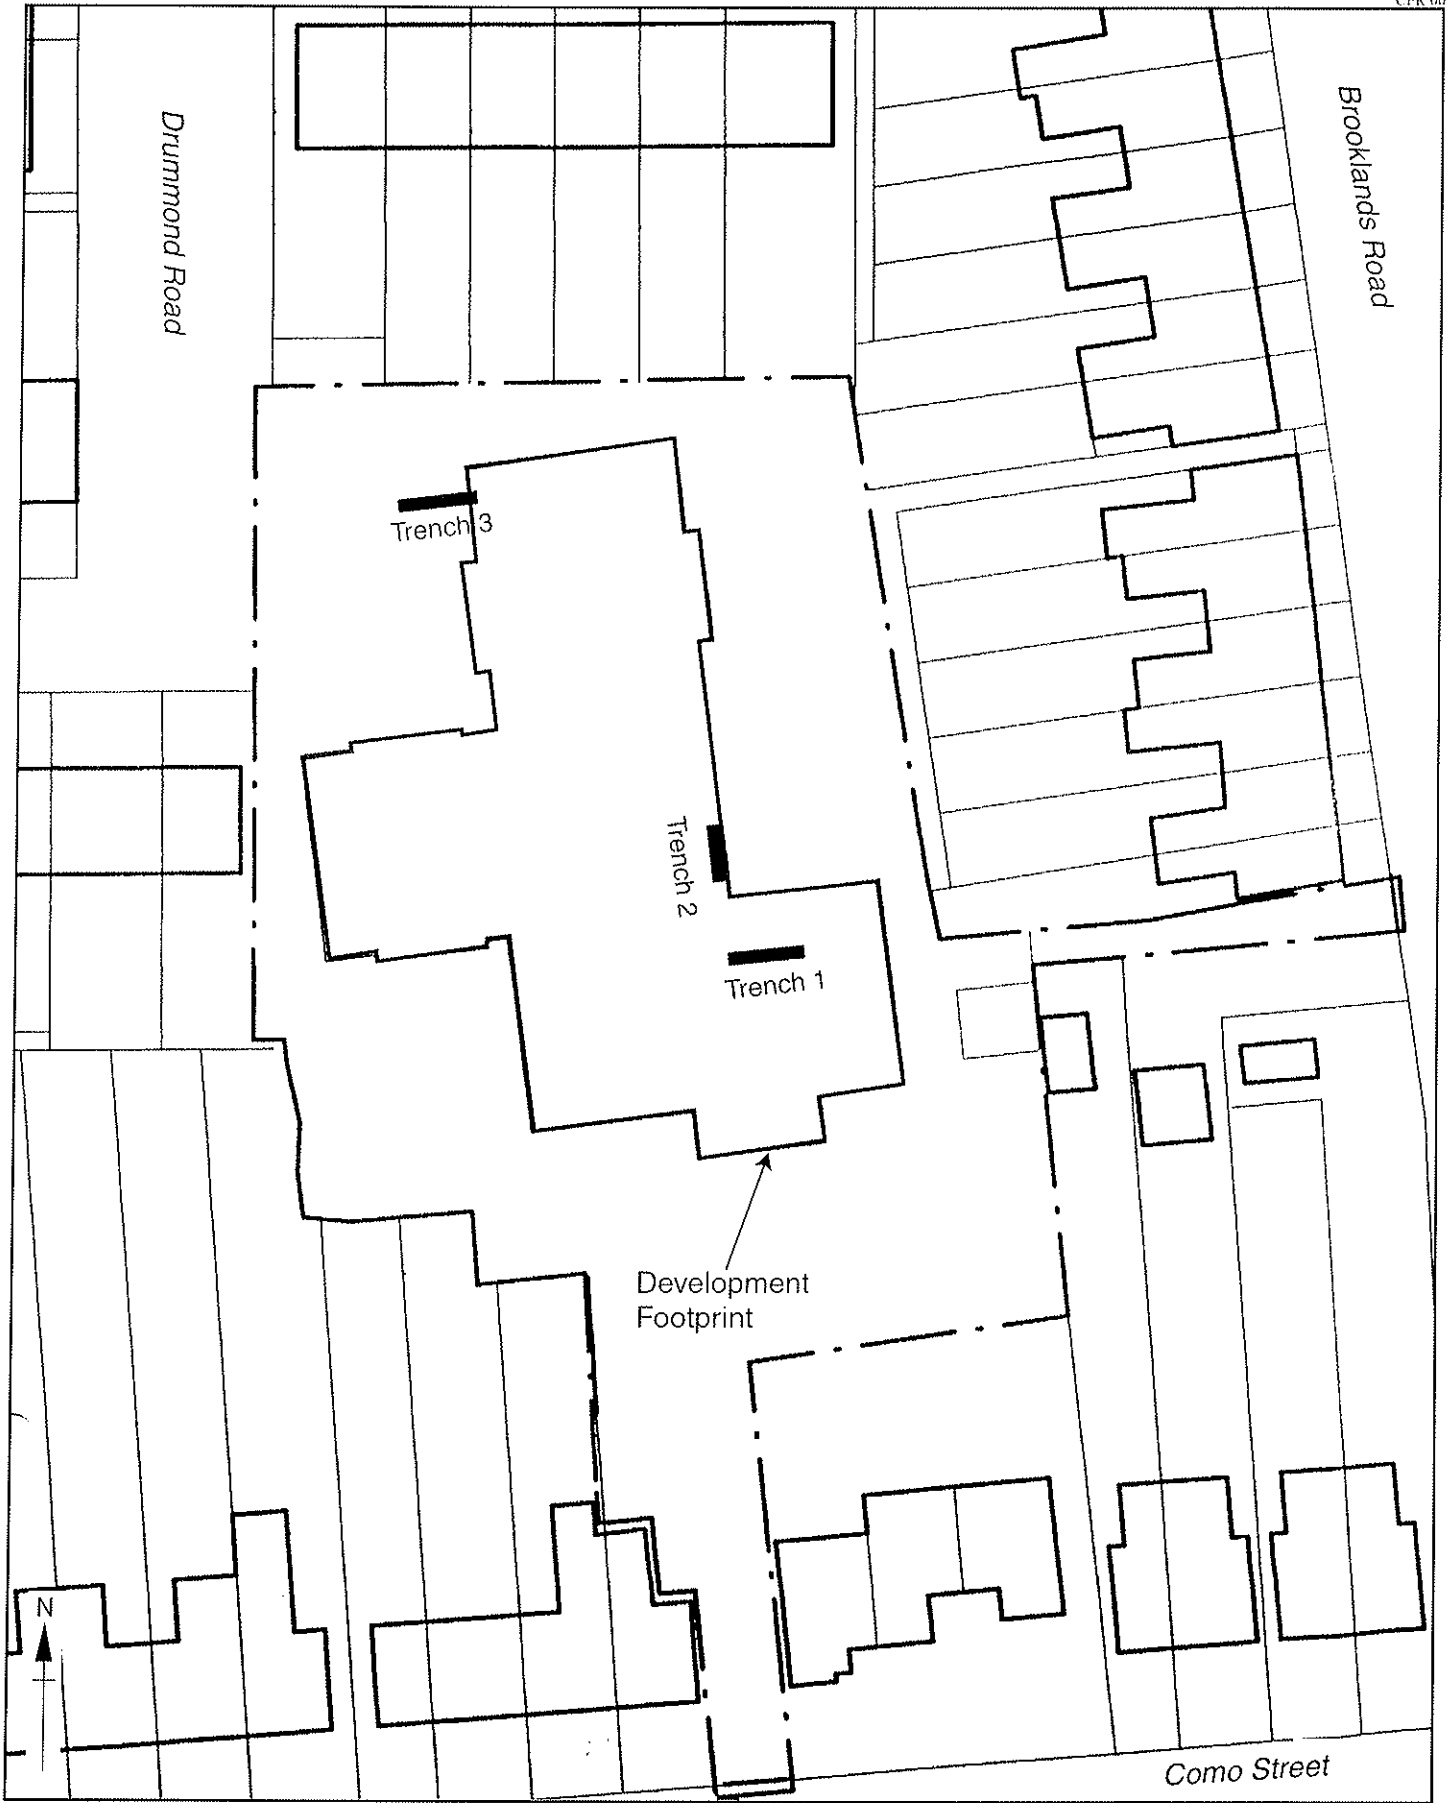 Drummond Road
Brooklands Road
Trench 3
Trench 2
Trench 1
Development
Footprint
N
Como Street